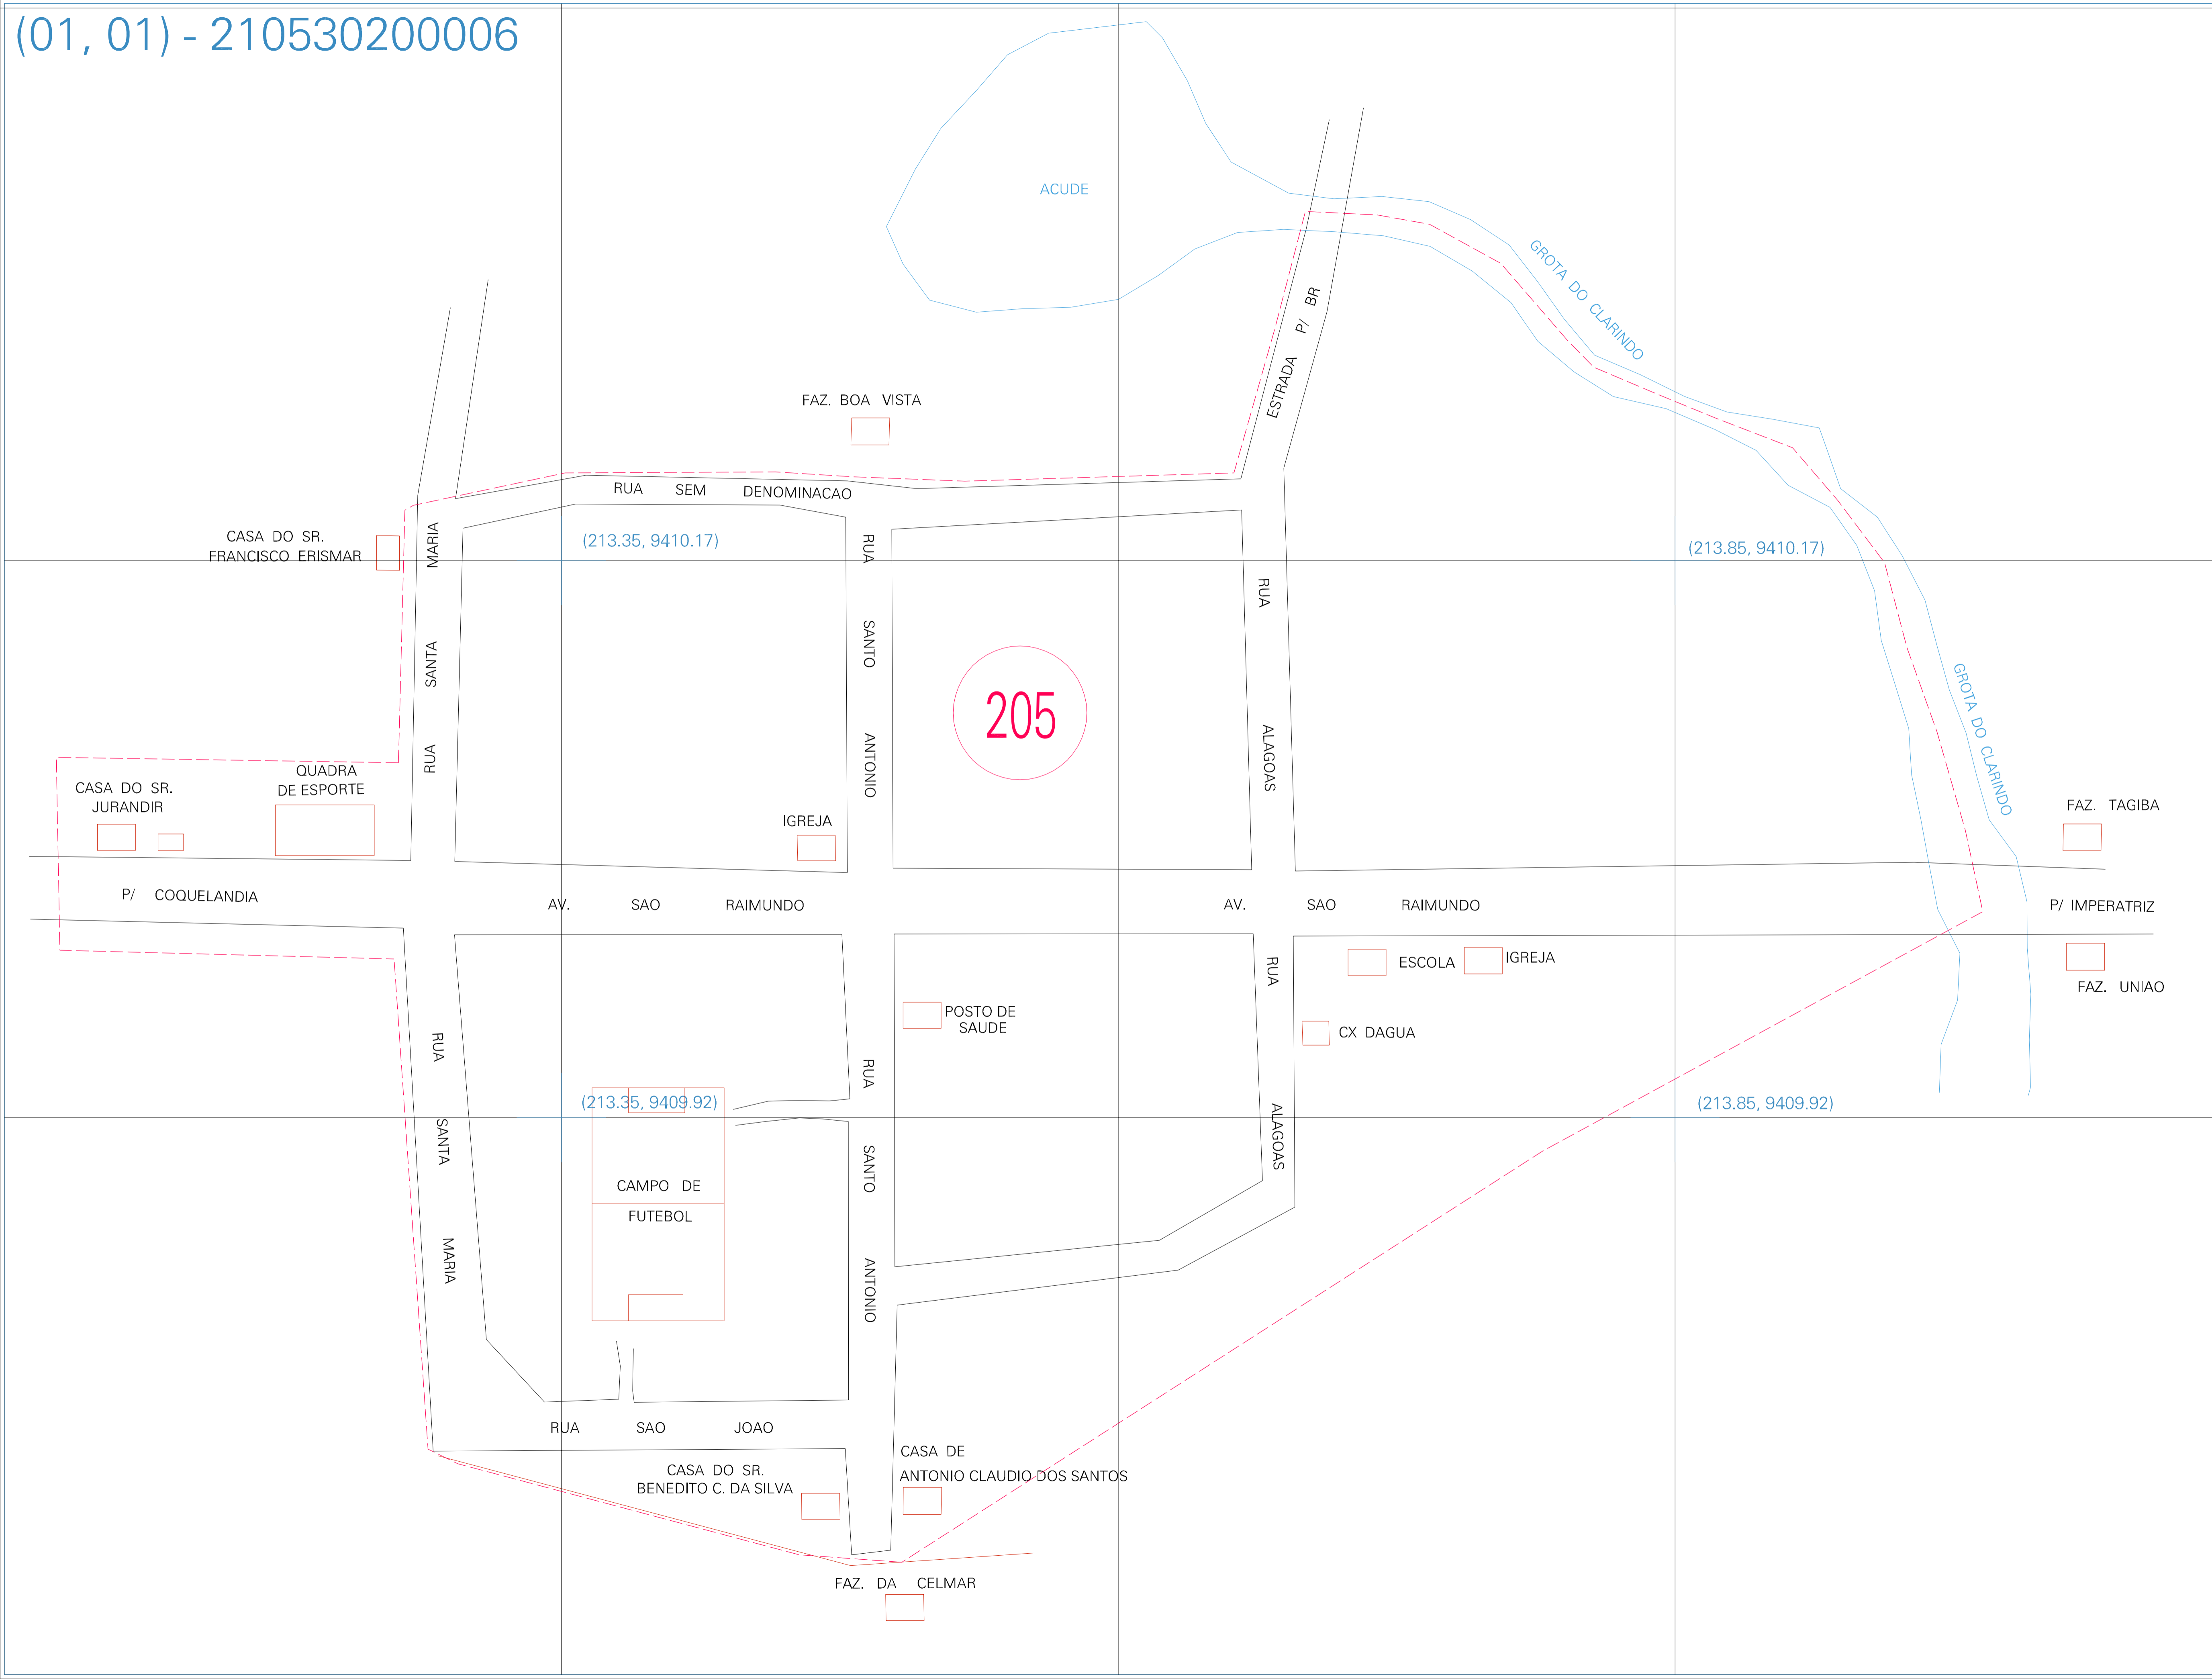 (01, 01) - 210530200006
ACUDE
GROTA DO CLARINDO
ESTRADA P/ BR
FAZ. BOA VISTA
RUA SEM DENOMINACAO
CASA DO SR.
FRANCISCO ERISMAR
(213.35, 9410.17)
(213.85, 9410.17)
RUA SANTA MARIA
RUA SANTO ANTONIO
205
RUA ALAGOAS
GROTA DO CLARINDO
CASA DO SR.
JURANDIR
QUADRA
DE ESPORTE
IGREJA
FAZ. TAGIBA
P/ COQUELANDIA
AV. SAO RAIMUNDO
AV. SAO RAIMUNDO
P/ IMPERATRIZ
ESCOLA
IGREJA
FAZ. UNIAO
POSTO DE
SAUDE
CX DAGUA
RUA SANTA MARIA
RUA SANTO ANTONIO
RUA ALAGOAS
(213.35, 9409.92)
(213.85, 9409.92)
CAMPO DE
FUTEBOL
RUA SAO JOAO
CASA DO SR.
BENEDITO C. DA SILVA
CASA DE
ANTONIO CLAUDIO DOS SANTOS
FAZ. DA CELMAR